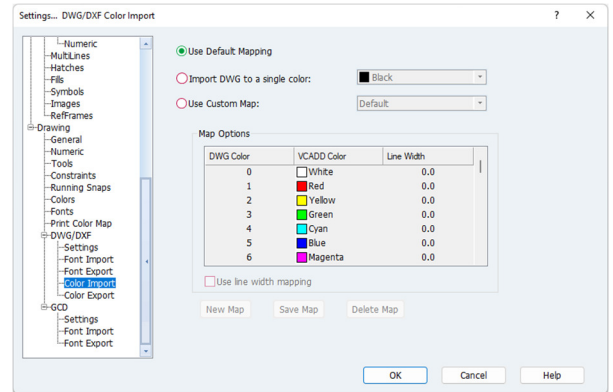 Settings... DWG/DXF Color Import
?
Numeric
MultiLines
Hatches
Fills
Symbols
Images
RefFrames
Drawing
General
Numeric
Tools
Constraints
Running Snaps
Colors
Fonts
Print Color Map
DWG/DXF
Settings
Font Import
Font Export
Color Import
Color Export
GCD
Settings
Font Import
Font Export
Use Default Mapping
Import DWG to a single color: Black
Use Custom Map: Default
Map Options
DWG Color VCADD Color Line Width
0 White 0.0
1 Red 0.0
2 Yellow 0.0
3 Green 0.0
4 Cyan 0.0
5 Blue 0.0
6 Magenta 0.0
Use line width mapping
New Map Save Map Delete Map
OK Cancel Help